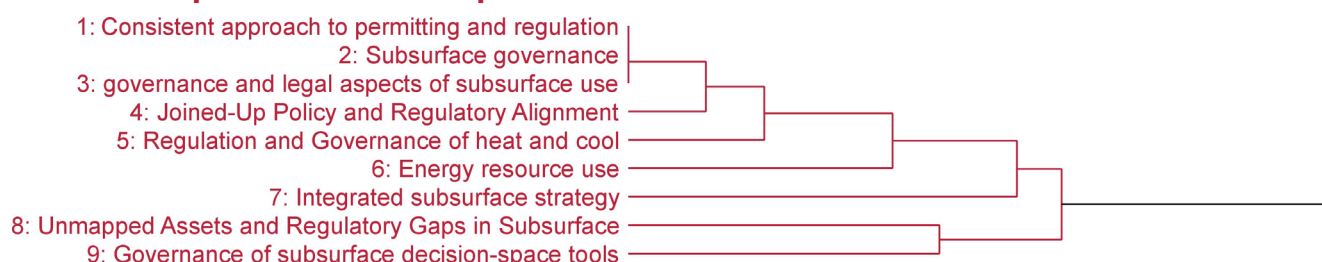 1: Consistent approach to permitting and regulation
2: Subsurface governance
3: governance and legal aspects of subsurface use
4: Joined-Up Policy and Regulatory Alignment
5: Regulation and Governance of heat and cool
6: Energy resource use
7: Integrated subsurface strategy
8: Unmapped Assets and Regulatory Gaps in Subsurface
9: Governance of subsurface decision-space tools